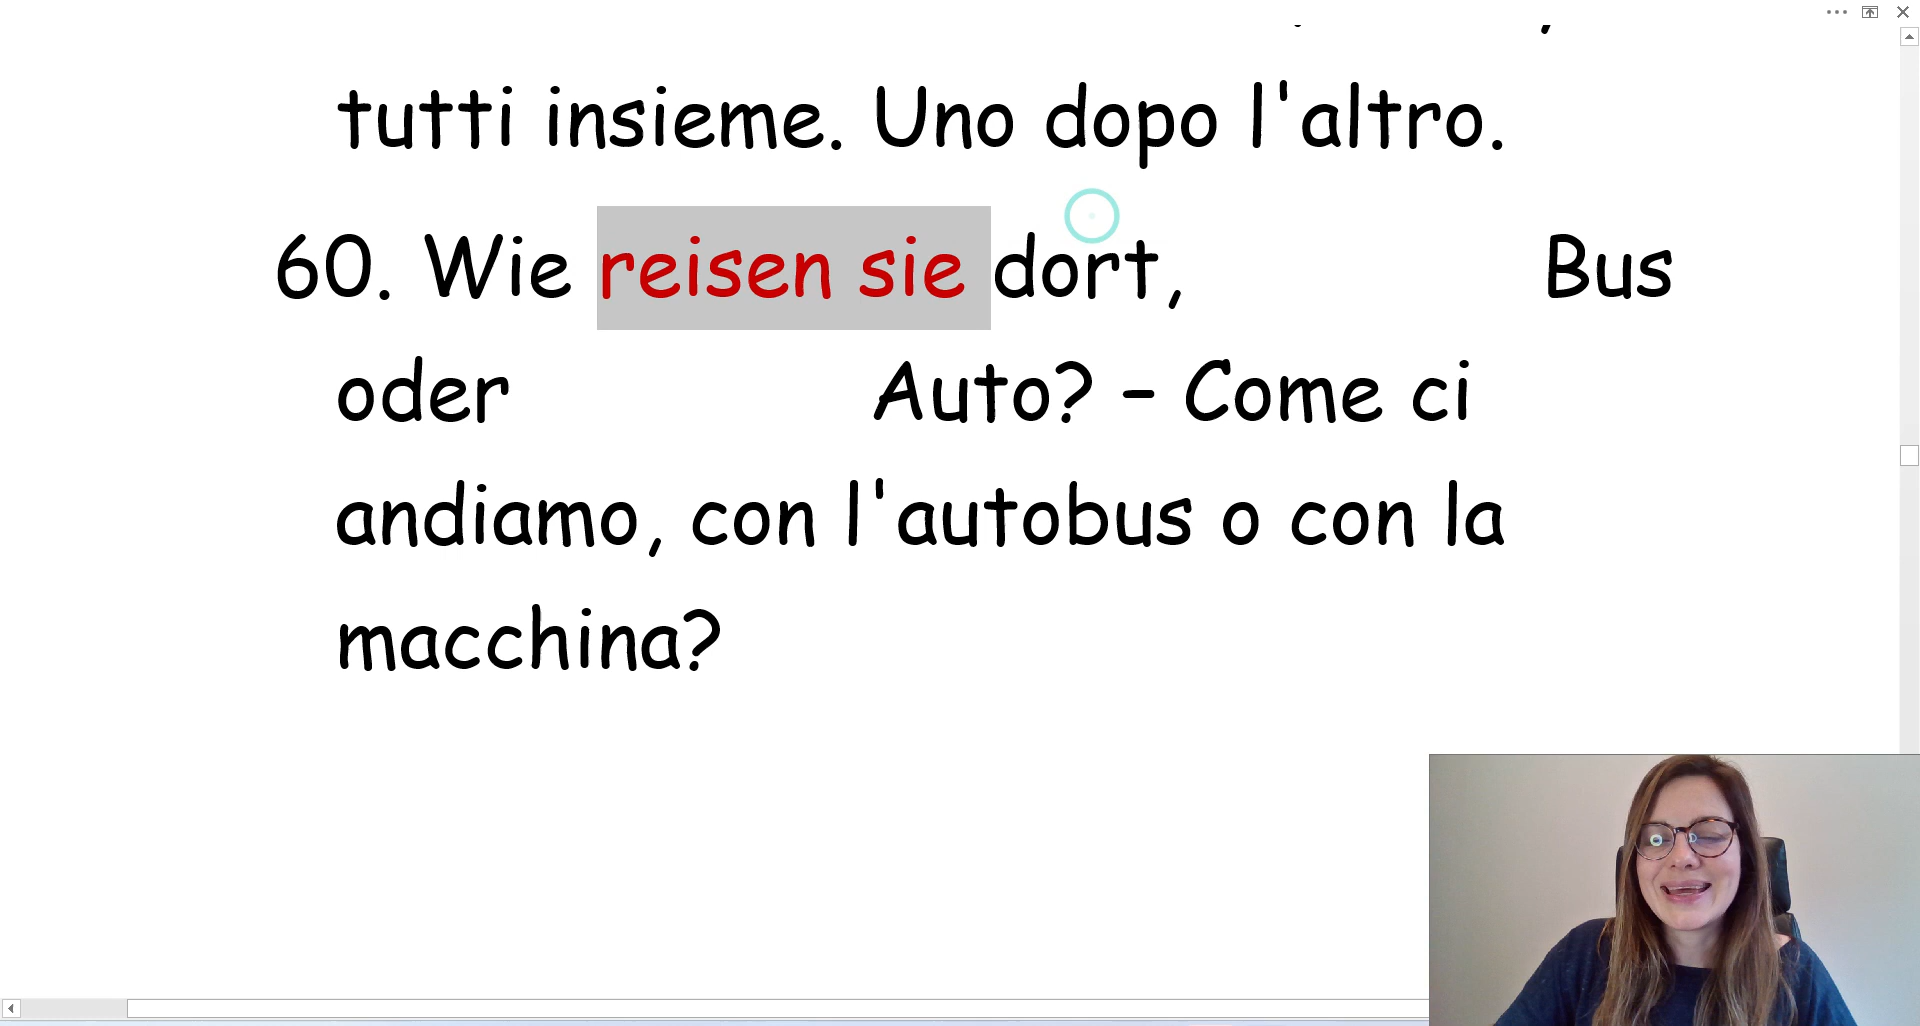 tutti insieme. Uno dopo l'altro.
60. Wie reisen sie dort, Bus
oder Auto? – Come ci
andiamo, con l'autobus o con la
macchina?